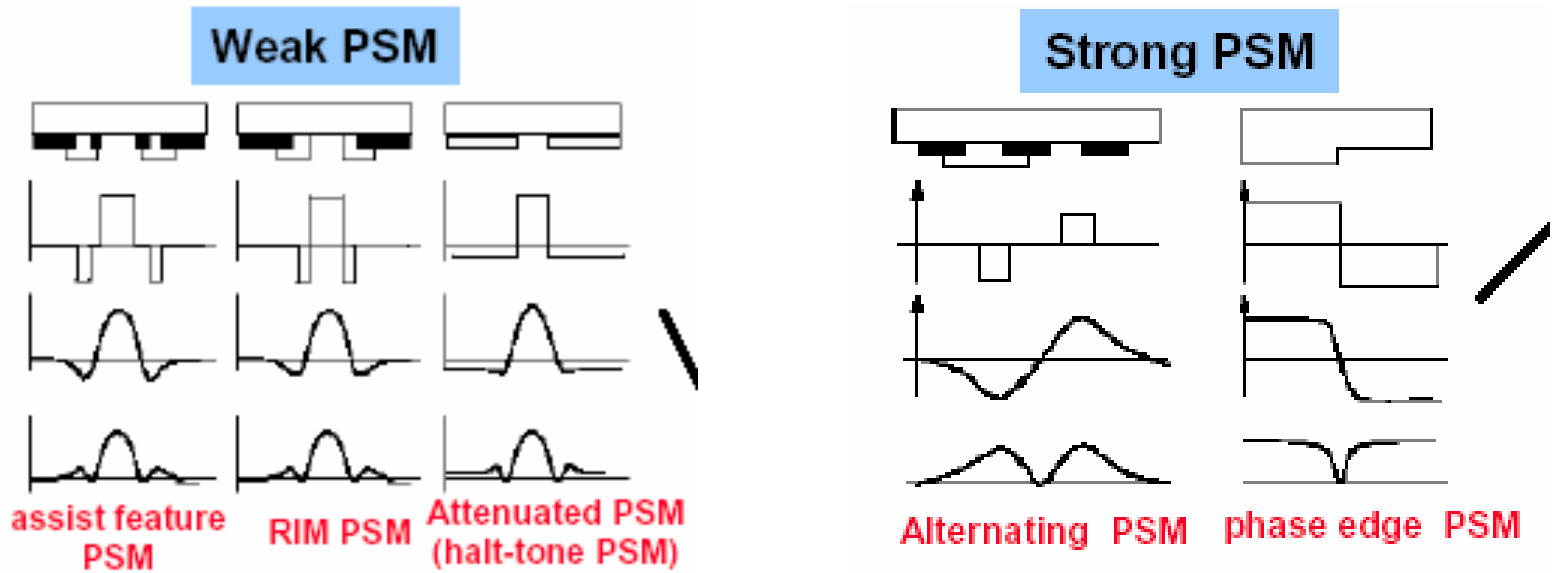 Weak PSM
Strong PSM
assist feature
PSM
RIM PSM
Attenuated PSM
(halt-tone PSM)
Alternating PSM
phase edge PSM